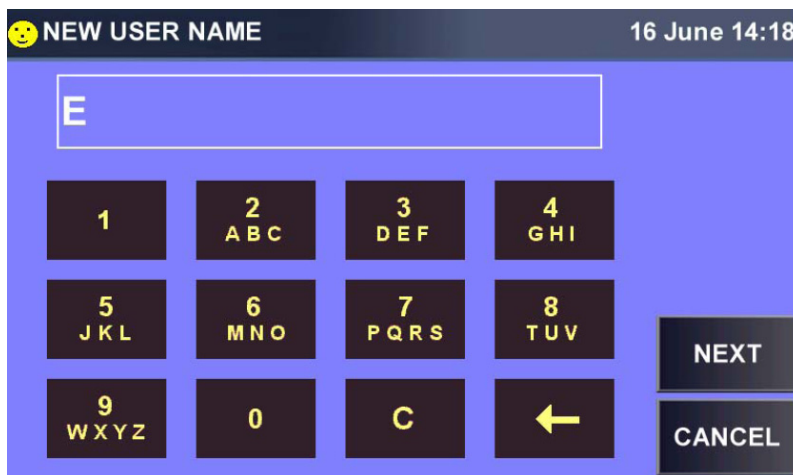 NEW USER NAME
16 June 14:18
E
1
2
ABC
3
DEF
4
GHI
5
JKL
6
MNO
7
PQRS
8
TUV
9
WXYZ
0
C
NEXT
CANCEL